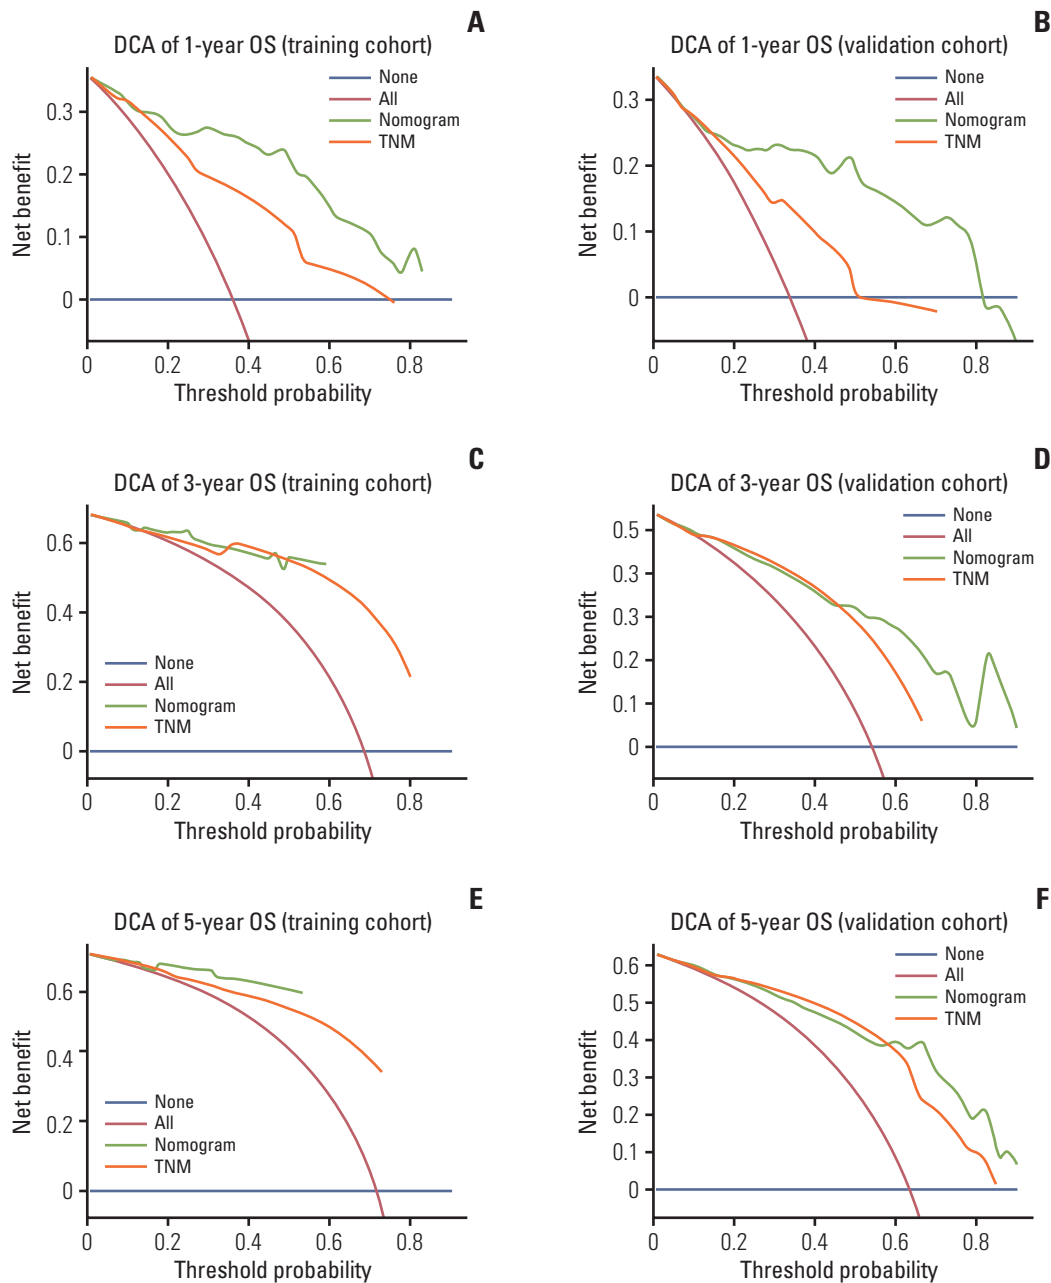 A
DCA of 1-year OS (training cohort)
None
All
Nomogram
TNM
Net benefit
0.3
0.2
0.1
0
0 0.2 0.4 0.6 0.8
Threshold probability
B
DCA of 1-year OS (validation cohort)
None
All
Nomogram
TNM
Net benefit
0.3
0.2
0.1
0
0 0.2 0.4 0.6 0.8
Threshold probability
C
DCA of 3-year OS (training cohort)
Net benefit
0.6
0.4
0.2
0
None
All
Nomogram
TNM
0 0.2 0.4 0.6 0.8
Threshold probability
D
DCA of 3-year OS (validation cohort)
None
All
Nomogram
TNM
Net benefit
0.5
0.3
0.3
0.2
0.1
0
0 0.2 0.4 0.6 0.8
Threshold probability
E
DCA of 5-year OS (training cohort)
Net benefit
0.6
0.4
0.2
0
None
All
Nomogram
TNM
0 0.2 0.4 0.6 0.8
Threshold probability
F
DCA of 5-year OS (validation cohort)
None
All
Nomogram
TNM
Net benefit
0.6
0.5
0.4
0.3
0.2
0.1
0
0 0.2 0.4 0.6 0.8
Threshold probability